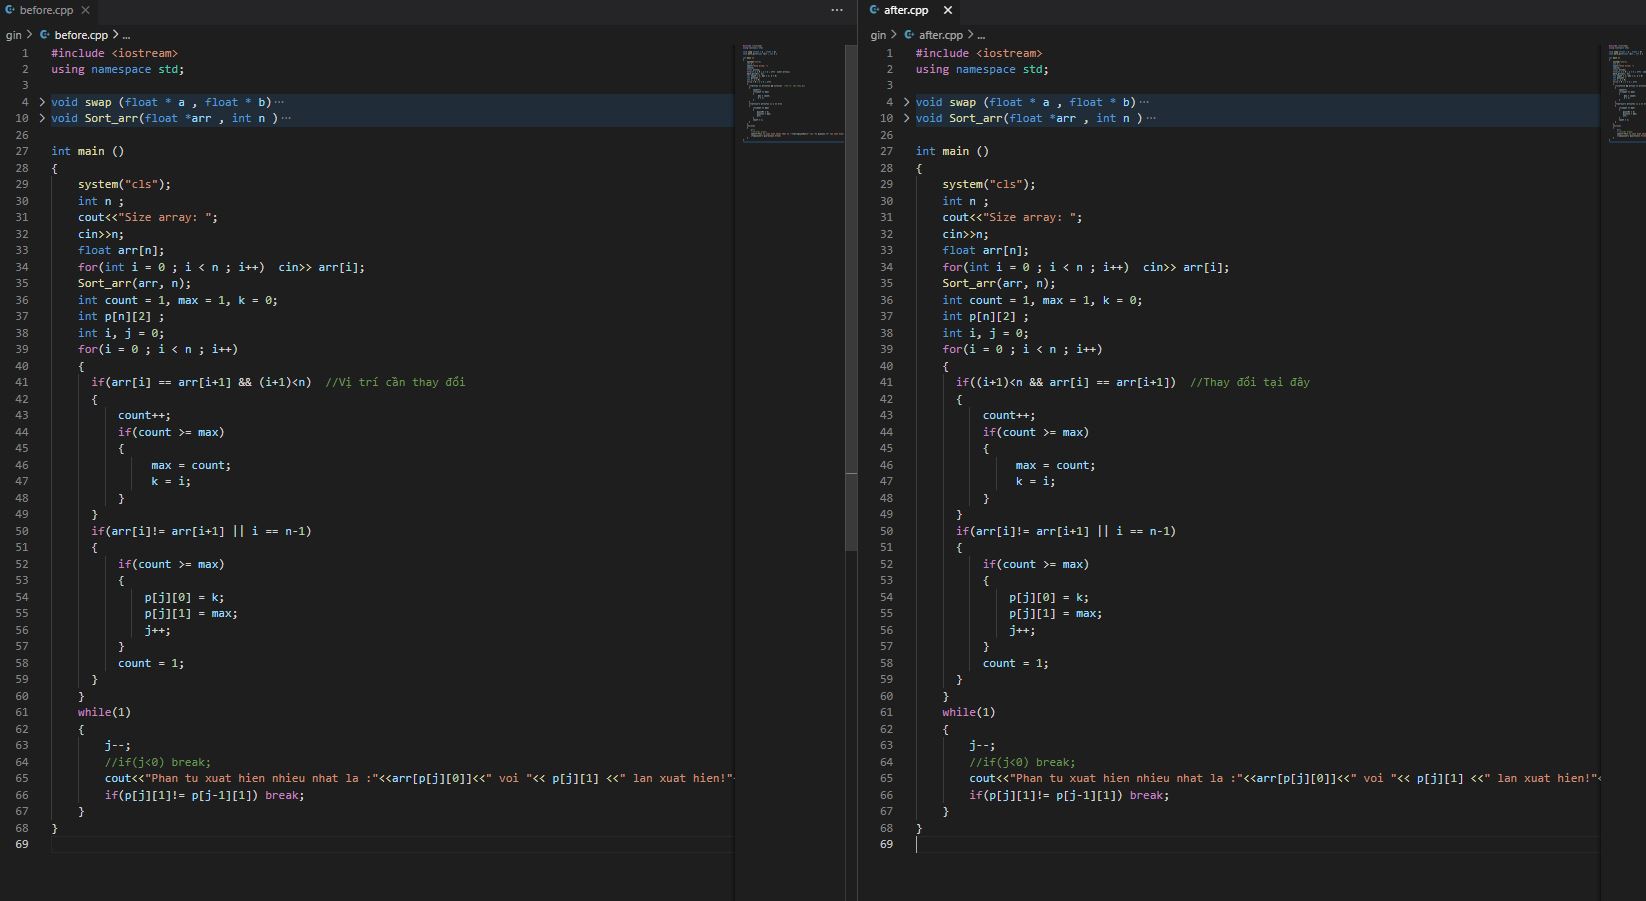 before.cpp
gin > before.cpp > ...
1 #include <iostream>
2 using namespace std;
3
4 void swap (float * a , float * b)···
10 void Sort_arr(float *arr , int n )···
26
27 int main ()
28 {
29 system("cls");
30 int n ;
31 cout<<"Size array: ";
32 cin>>n;
33 float arr[n];
34 for(int i = 0 ; i < n ; i++)  cin>> arr[i];
35 Sort_arr(arr, n);
36 int count = 1, max = 1, k = 0;
37 int p[n][2] ;
38 int i, j = 0;
39 for(i = 0 ; i < n ; i++)
40 {
41 if(arr[i] == arr[i+1] && (i+1)<n)  //Vị trí cần thay đổi
42 {
43 count++;
44 if(count >= max)
45 {
46 max = count;
47 k = i;
48 }
49 }
50 if(arr[i]!= arr[i+1] || i == n-1)
51 {
52 if(count >= max)
53 {
54 p[j][0] = k;
55 p[j][1] = max;
56 j++;
57 }
58 count = 1;
59 }
60 }
61 while(1)
62 {
63 j--;
64 //if(j<0) break;
65 cout<<"Phan tu xuat hien nhieu nhat la :"<<arr[p[j][0]]<<" voi "<< p[j][1] <<" lan xuat hien!"
66 if(p[j][1]!= p[j-1][1]) break;
67 }
68 }
69
after.cpp
gin > after.cpp > ...
1 #include <iostream>
2 using namespace std;
3
4 void swap (float * a , float * b)···
10 void Sort_arr(float *arr , int n )···
26
27 int main ()
28 {
29 system("cls");
30 int n ;
31 cout<<"Size array: ";
32 cin>>n;
33 float arr[n];
34 for(int i = 0 ; i < n ; i++)  cin>> arr[i];
35 Sort_arr(arr, n);
36 int count = 1, max = 1, k = 0;
37 int p[n][2] ;
38 int i, j = 0;
39 for(i = 0 ; i < n ; i++)
40 {
41 if((i+1)<n && arr[i] == arr[i+1])  //Thay đổi tại đây
42 {
43 count++;
44 if(count >= max)
45 {
46 max = count;
47 k = i;
48 }
49 }
50 if(arr[i]!= arr[i+1] || i == n-1)
51 {
52 if(count >= max)
53 {
54 p[j][0] = k;
55 p[j][1] = max;
56 j++;
57 }
58 count = 1;
59 }
60 }
61 while(1)
62 {
63 j--;
64 //if(j<0) break;
65 cout<<"Phan tu xuat hien nhieu nhat la :"<<arr[p[j][0]]<<" voi "<< p[j][1] <<" lan xuat hien!"<
66 if(p[j][1]!= p[j-1][1]) break;
67 }
68 }
69